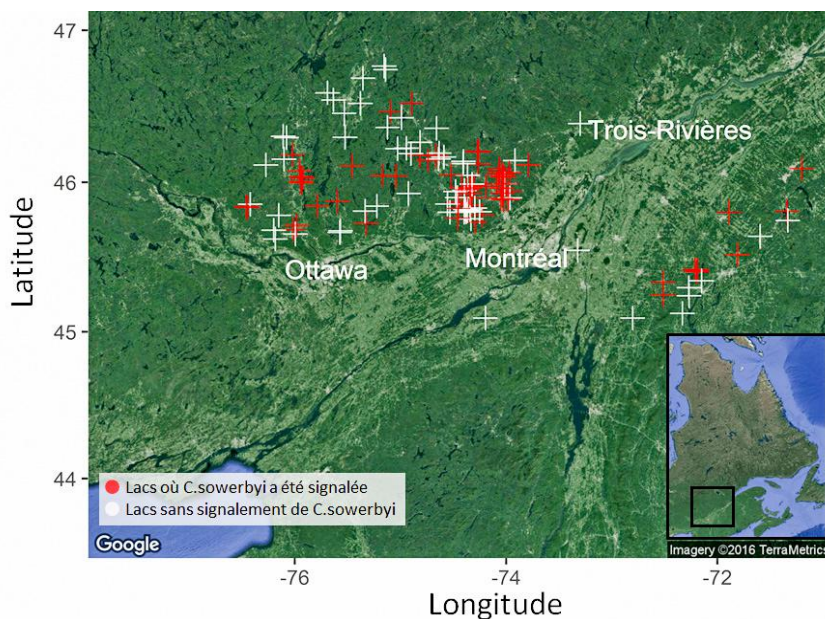 47
46
45
44
Latitude
Trois-Rivières
Montréal
Ottawa
Lacs où C.sowerbyi a été signalée
Lacs sans signalement de C.sowerbyi
Google
Imagery ©2016 TerraMetrics
-76
-74
-72
Longitude